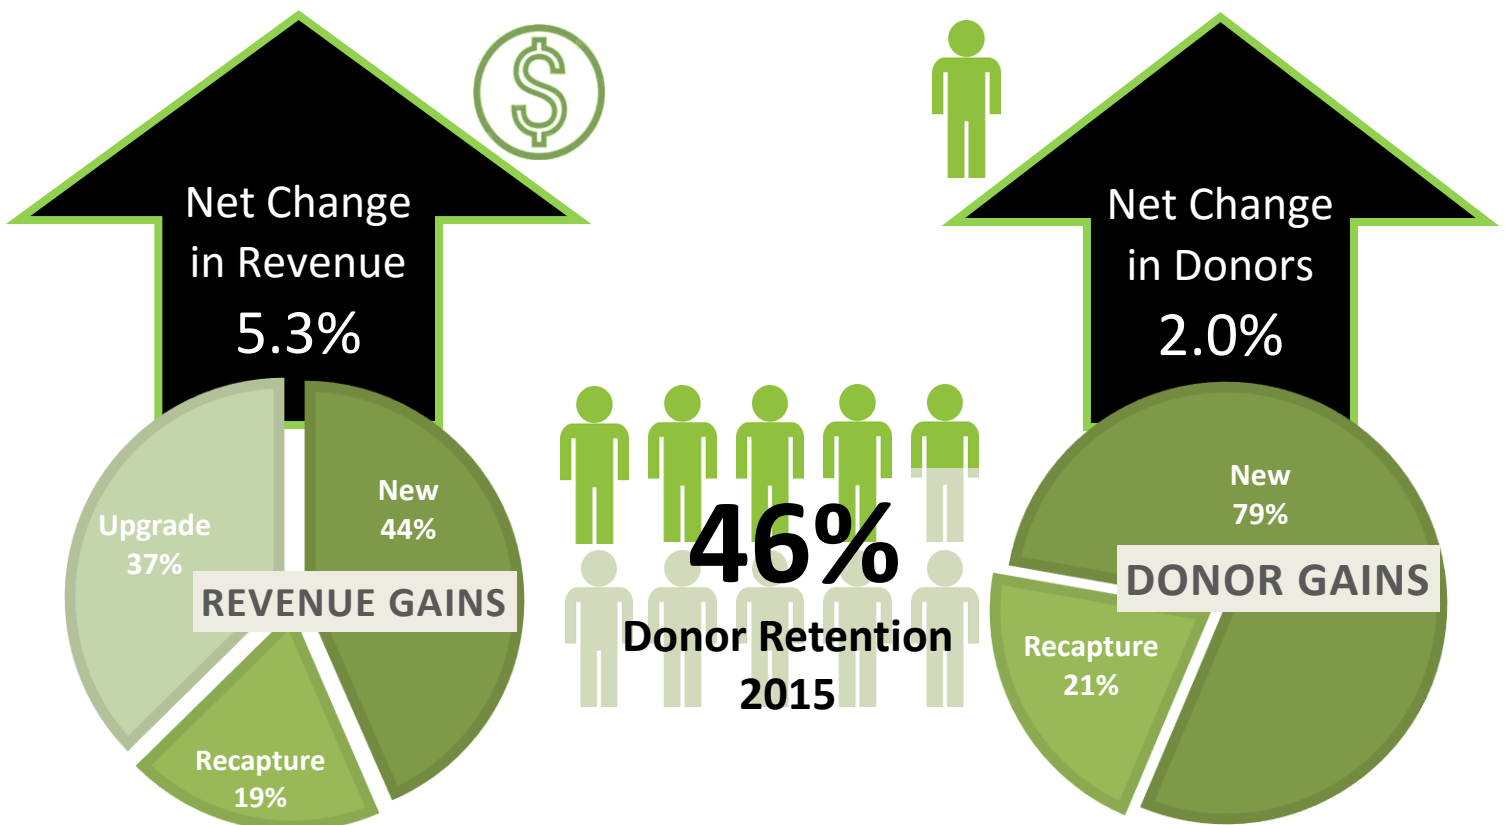 $
Net Change
in Revenue
5.3%
Net Change
in Donors
2.0%
Upgrade
37%
New
44%
REVENUE GAINS
Recapture
19%
46%
Donor Retention
2015
New
79%
DONOR GAINS
Recapture
21%